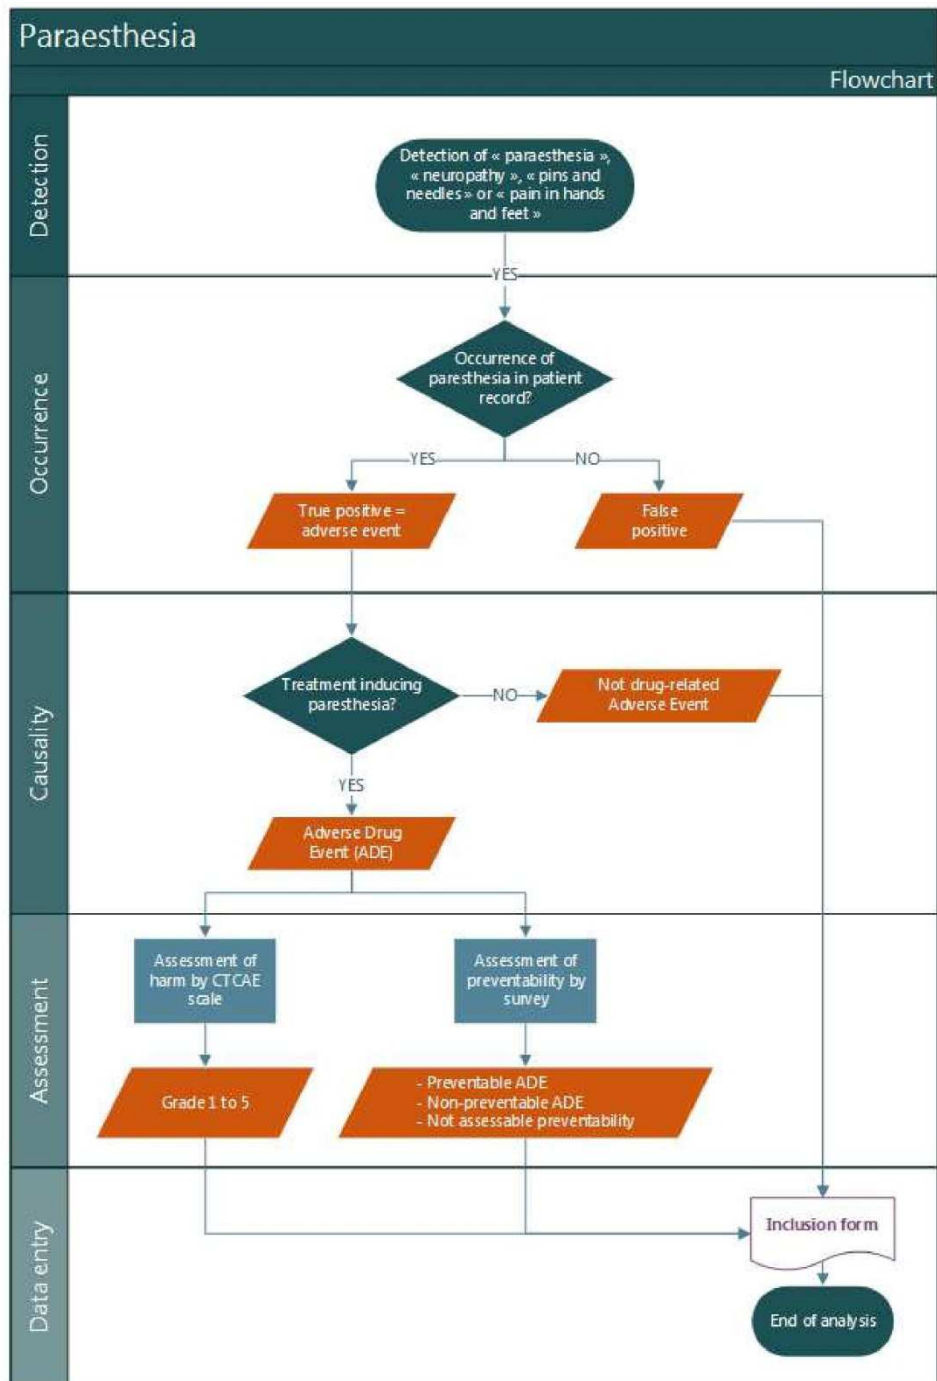 Paraesthesia
Flowchart
Detection
Detection of « paraesthesia »,
« neuropathy », « pins and
needles » or « pain in hands
and feet »
YES
Occurrence
Occurrence of
paresthesia in patient
record?
YES
NO
True positive =
adverse event
False
positive
Causality
Treatment inducing
paresthesia?
NO
Not drug-related
Adverse Event
YES
Adverse Drug
Event (ADE)
Assessment
Assessment of
harm by CTCAE
scale
Assessment of
preventability by
survey
Grade 1 to 5
- Preventable ADE
- Non-preventable ADE
- Not assessable preventability
Data entry
Inclusion form
End of analysis